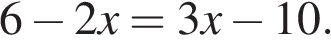 6 − 2x = 3x − 10.